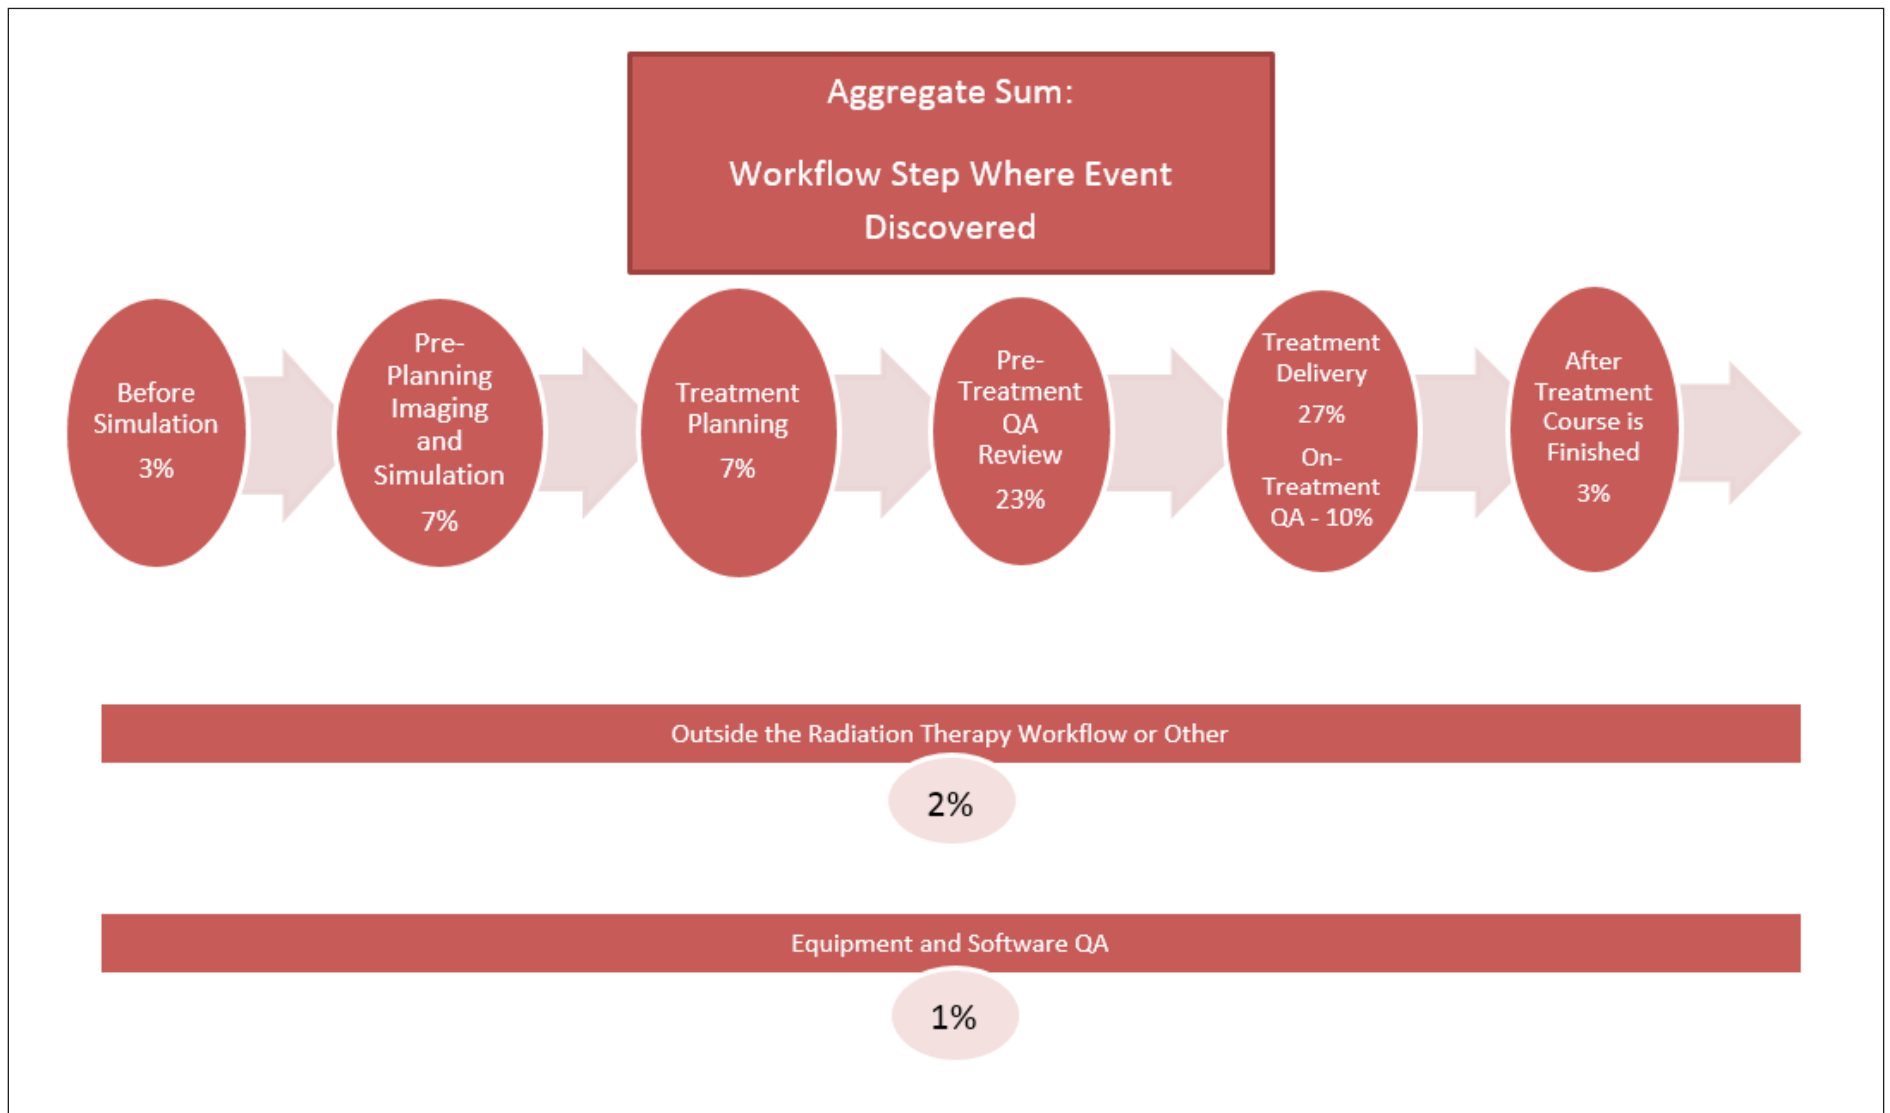 Aggregate Sum:
Workflow Step Where Event
Discovered
Before
Simulation
3%
Pre-
Planning
Imaging
and
Simulation
7%
Treatment
Planning
7%
Pre-
Treatment
QA
Review
23%
Treatment
Delivery
27%
On-
Treatment
QA - 10%
After
Treatment
Course is
Finished
3%
Outside the Radiation Therapy Workflow or Other
2%
Equipment and Software QA
1%